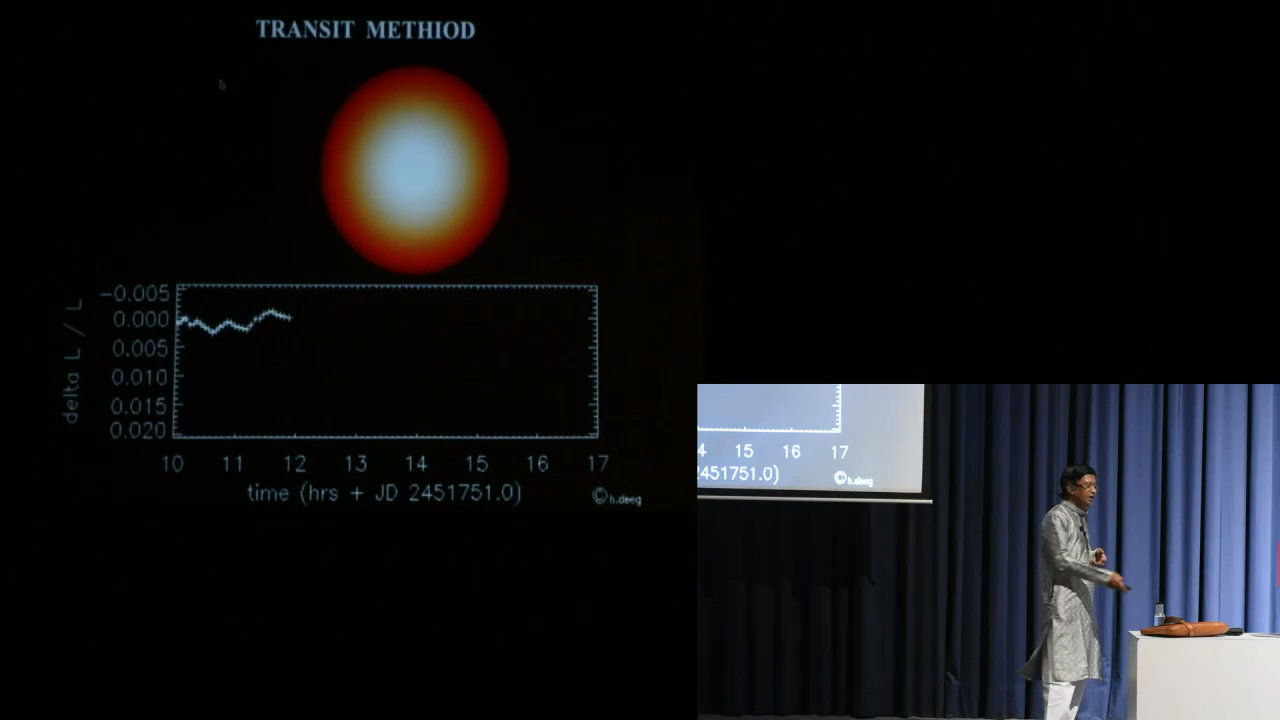 TRANSIT METHIOD
−0.005
0.000
0.005
0.010
0.015
0.020
delta L / L
10 11 12 13 14 15 16 17
time (hrs + JD 2451751.0)
©h.deeg
4 15 16 17
2451751.0)
©h.deeg